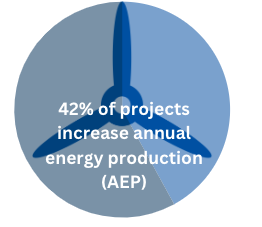 42% of projects
increase annual
energy production
(AEP)